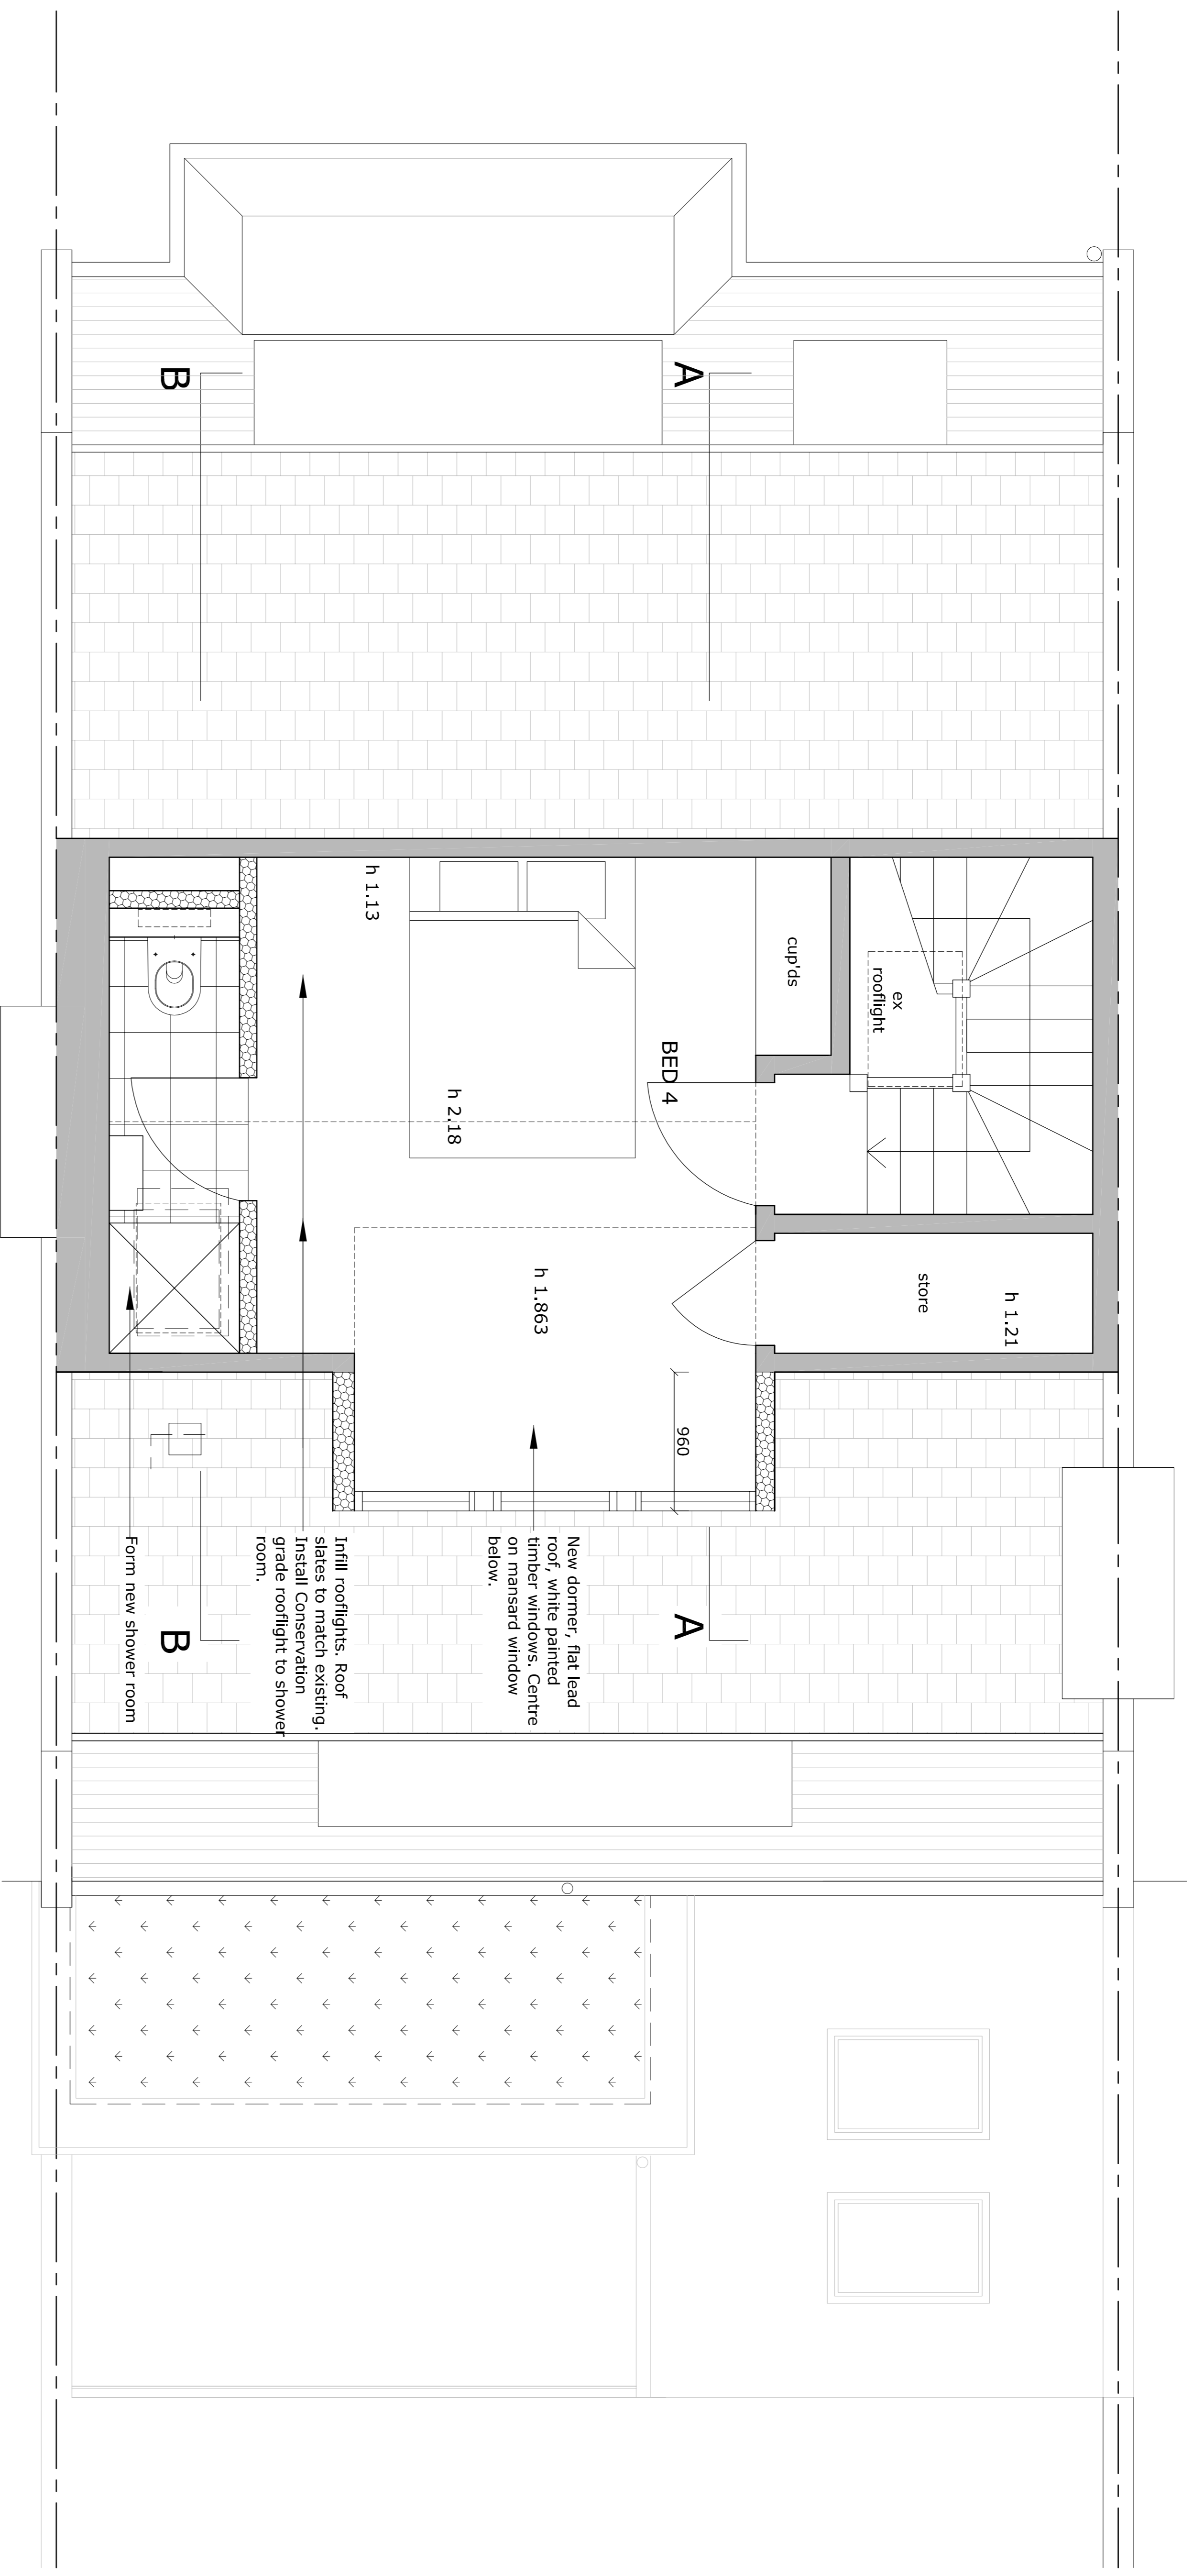 B
A
h 1.13
cup'ds
ex
rooflight
BED 4
h 2.18
h 1.863
store
h 1.21
960
Form new shower room
B
Infill rooflights. Roof
slates to match existing.
Install Conservation
grade rooflight to shower
room.
New dormer, flat lead
roof, white painted
timber windows. Centre
on mansard window
below.
A